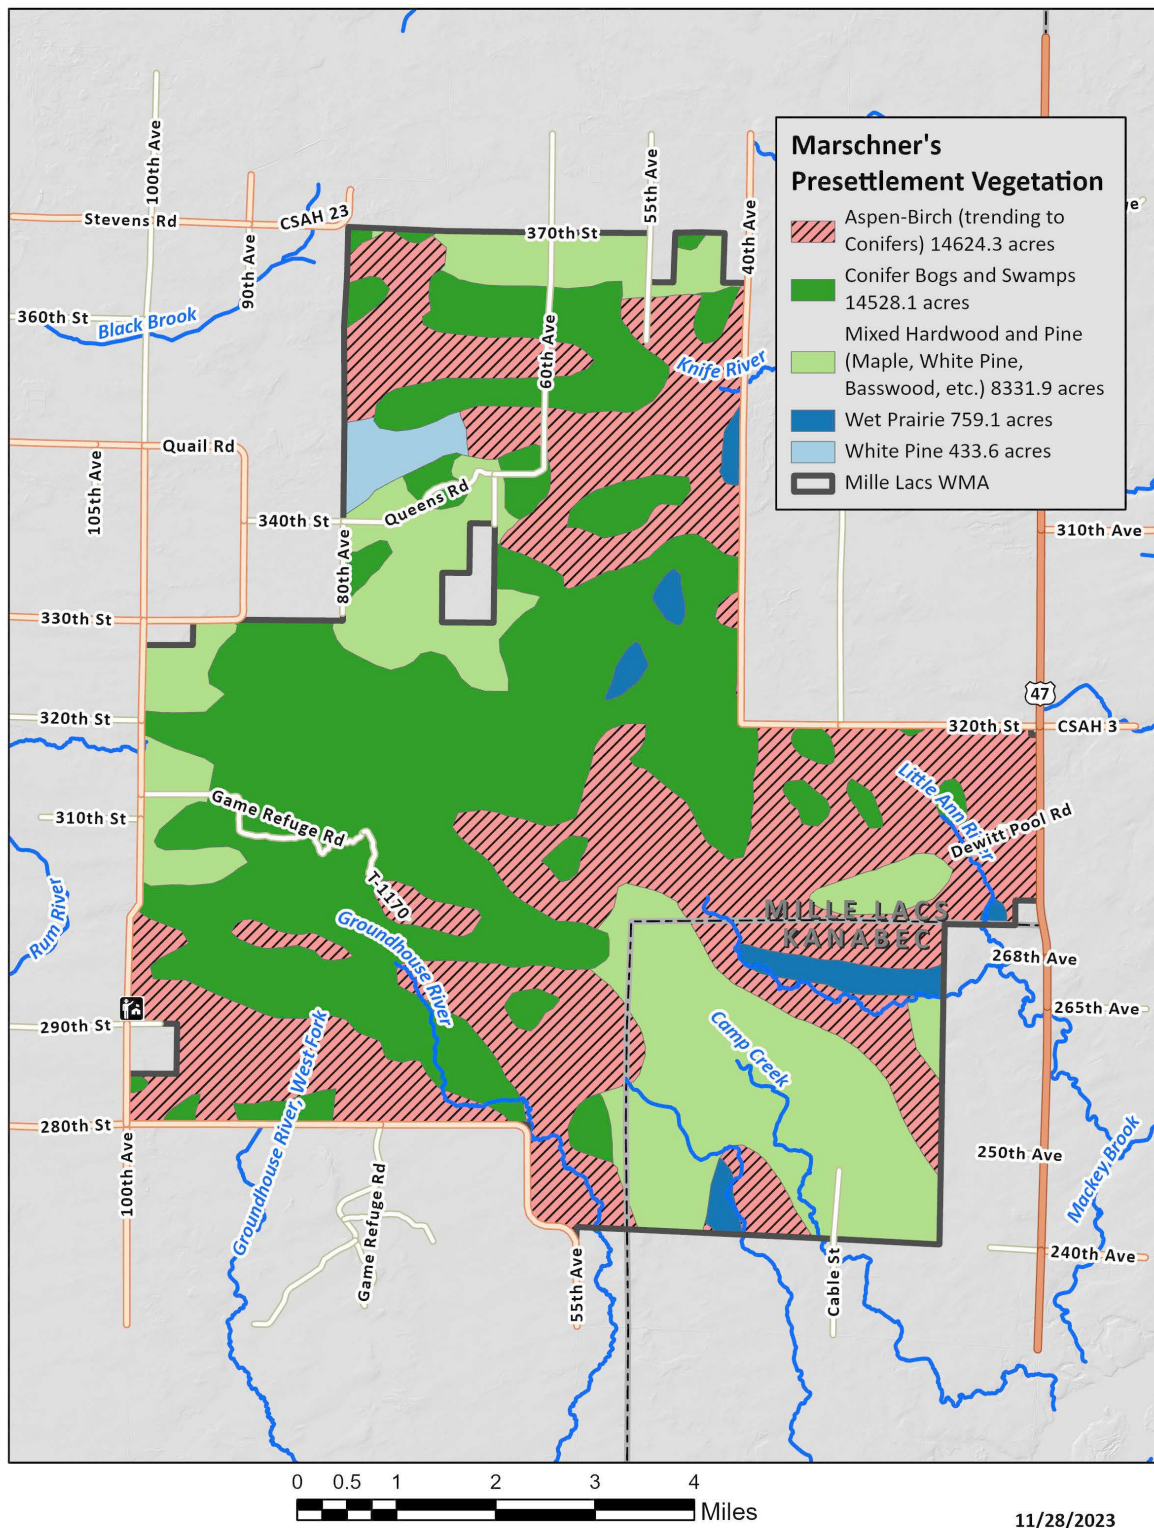 100th Ave
Stevens Rd
90th Ave
CSAH 23
370th St
55th Ave
40th Ave
360th St
Black Brook
60th Ave
Knife River
Marschner's
Presettlement Vegetation
Aspen-Birch (trending to
Conifers) 14624.3 acres
Conifer Bogs and Swamps
14528.1 acres
Mixed Hardwood and Pine
(Maple, White Pine,
Basswood, etc.) 8331.9 acres
Wet Prairie 759.1 acres
White Pine 433.6 acres
Mille Lacs WMA
Quail Rd
105th Ave
Queens Rd
340th St
80th Ave
310th Ave
330th St
47
320th St
320th St
CSAH 3
Little Ann River
Game Refuge Rd
310th St
Dewitt Pool Rd
T-1170
Rum River
Groundhouse River
MILLE LACS
KANABEC
268th Ave
265th Ave
290th St
Camp Creek
Groundhouse River, West Fork
280th St
250th Ave
Mackey Brook
100th Ave
Game Refuge Rd
55th Ave
Cable St
240th Ave
0 0.5 1 2 3 4
Miles
11/28/2023